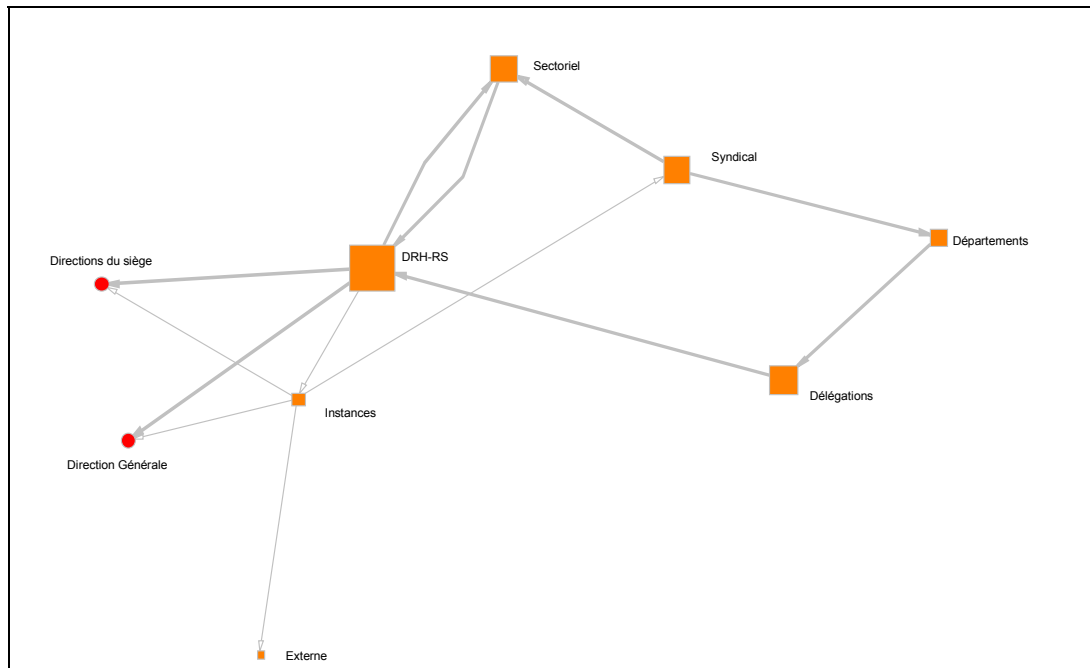 Sectoriel
Syndical
Départements
DRH-RS
Directions du siège
Délégations
Instances
Direction Générale
Externe